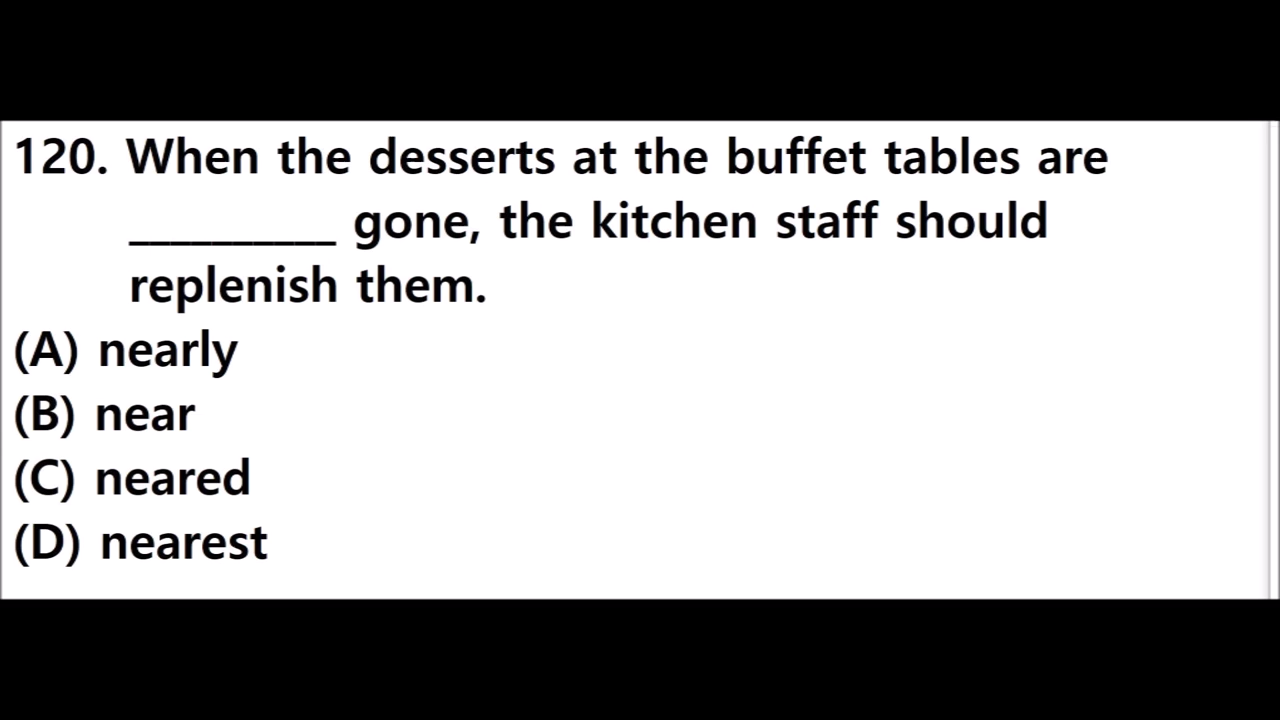 120. When the desserts at the buffet tables are
__________ gone, the kitchen staff should
replenish them.
(A) nearly
(B) near
(C) neared
(D) nearest